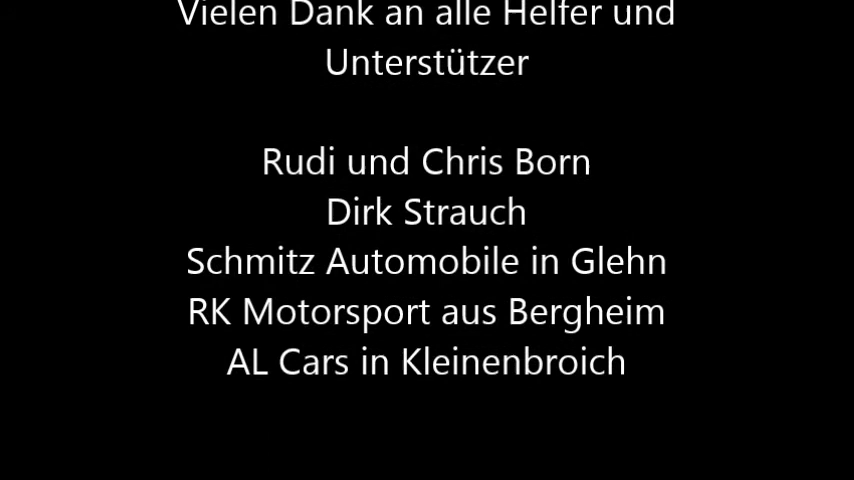 Vielen Dank an alle Helfer und
Unterstützer
Rudi und Chris Born
Dirk Strauch
Schmitz Automobile in Glehn
RK Motorsport aus Bergheim
AL Cars in Kleinenbroich